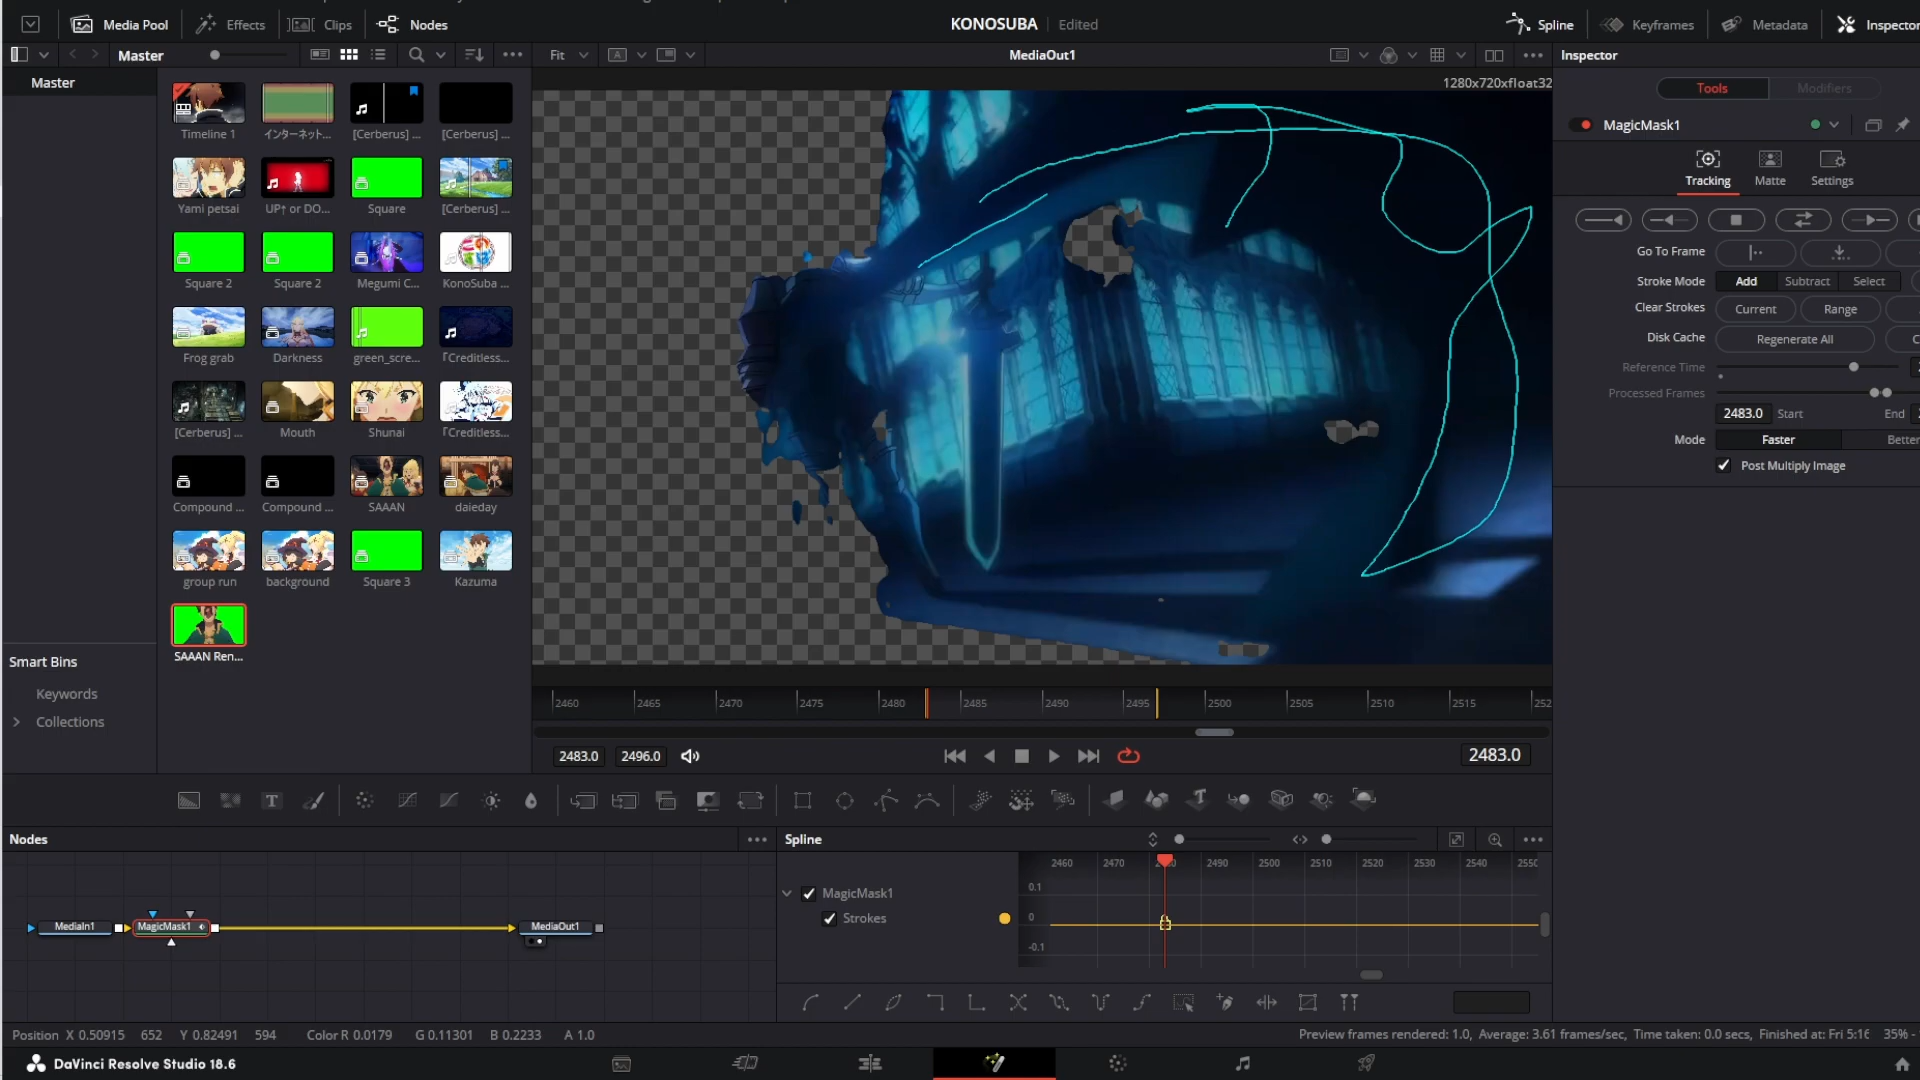 Media Pool
Effects
Clips
Nodes
KONOSUBA
Edited
Spline
Keyframes
Metadata
Inspector
Master
Fit
A
MediaOut1
Inspector
Master
1280x720xfloat32
Tools
Modifiers
MagicMask1
Tracking
Matte
Settings
Timeline 1
インターネット...
[Cerberus] ...
[Cerberus] ...
Yami petsai
UP↑ or DO...
Square
[Cerberus] ...
Square 2
Square 2
Megumi C...
KonoSuba ...
Frog grab
Darkness
green_scre...
「Creditless...
[Cerberus] ...
Mouth
Shunai
「Creditless...
Compound ...
Compound ...
SAAAN
daieday
group run
background
Square 3
Kazuma
SAAAN Ren...
Go To Frame
Stroke Mode
Add
Subtract
Select
Clear Strokes
Current
Range
Disk Cache
Regenerate All
Reference Time
Processed Frames
2483.0
Start
End
Mode
Faster
Better
Post Multiply Image
Smart Bins
Keywords
Collections
2460
2465
2470
2475
2480
2485
2490
2495
2500
2505
2510
2515
252
2483.0
2496.0
2483.0
Nodes
Spline
MediaIn1
MagicMask1
MediaOut1
MagicMask1
Strokes
2460
2470
2490
2500
2510
2520
2530
2540
2550
0.1
0
-0.1
Position X 0.50915 652 Y 0.82491 594 Color R 0.0179 G 0.11301 B 0.2233 A 1.0
Preview frames rendered: 1.0, Average: 3.61 frames/sec, Time taken: 0.0 secs, Finished at: Fri 5:16
35% -
DaVinci Resolve Studio 18.6